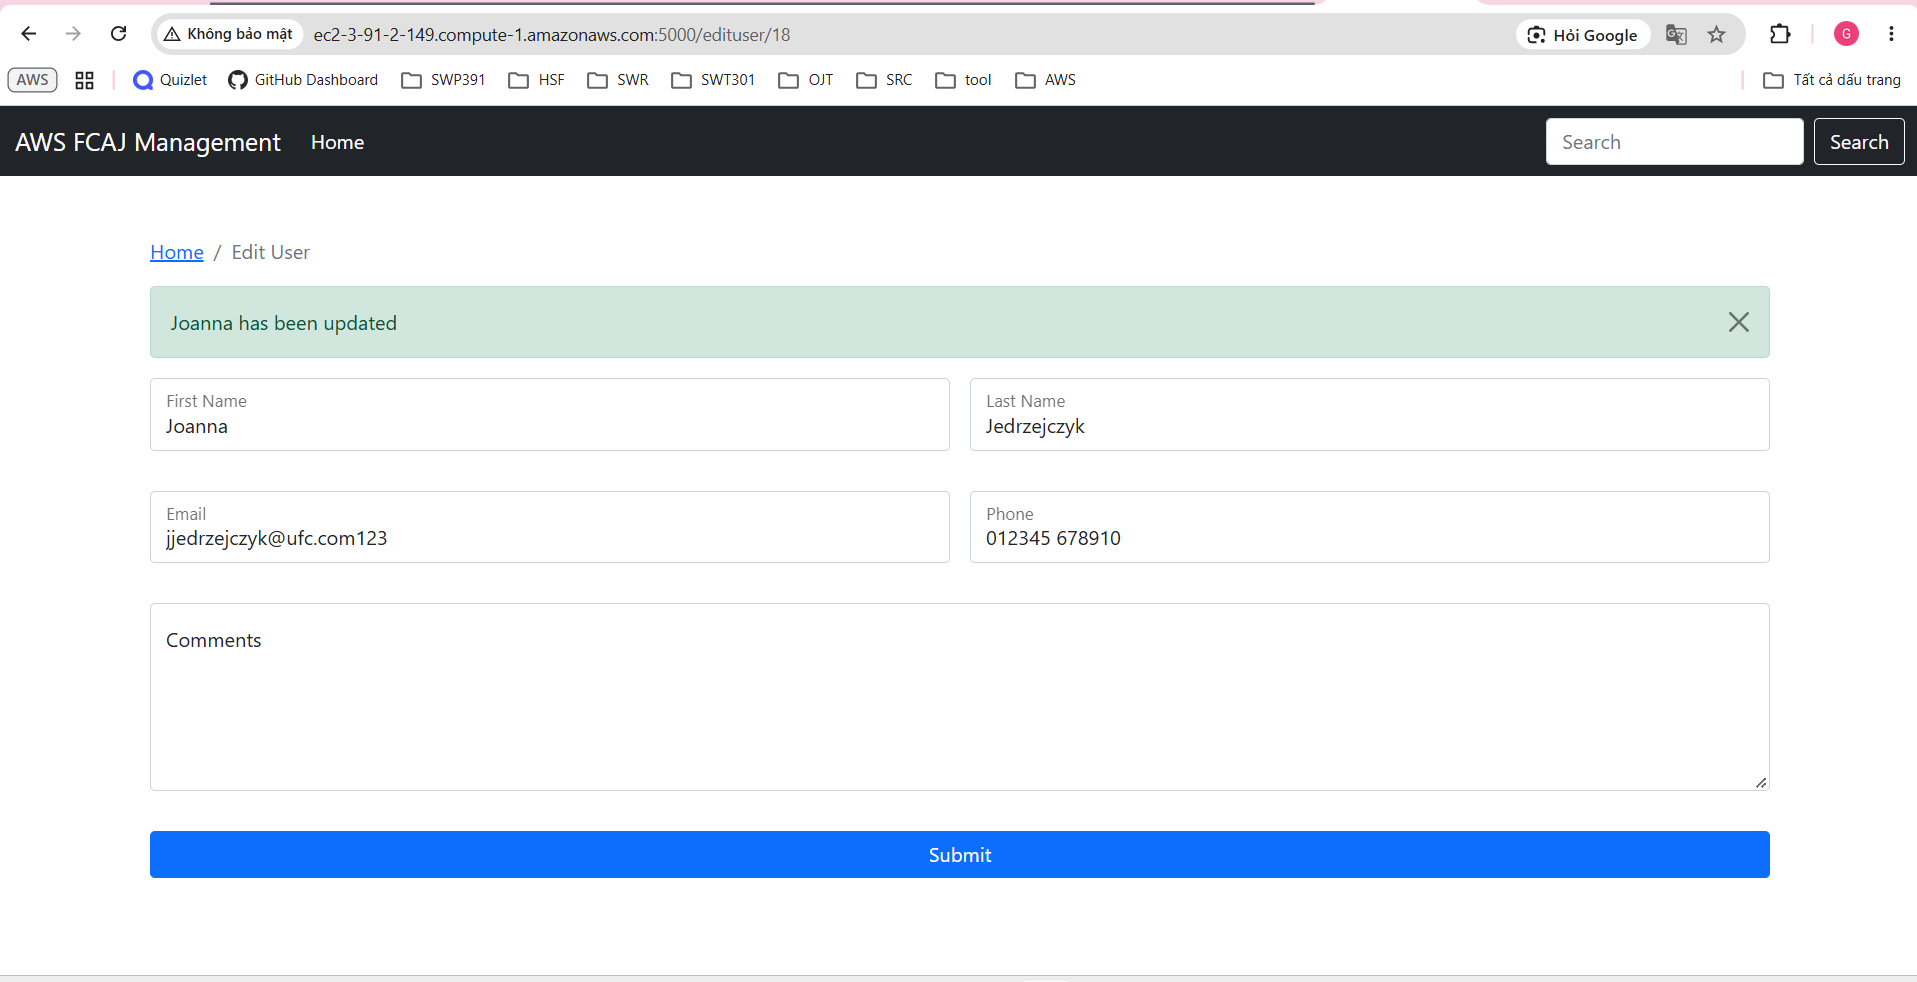 Không bảo mật ec2-3-91-2-149.compute-1.amazonaws.com:5000/edituser/18 Hỏi Google G
AWS Quizlet GitHub Dashboard SWP391 HSF SWR SWT301 OJT SRC tool AWS Tất cả dấu trang
AWS FCAJ Management Home Search Search
Home / Edit User
Joanna has been updated
First Name Last Name
Joanna Jedrzejczyk
Email Phone
jjedrzejczyk@ufc.com123 012345 678910
Comments
Submit